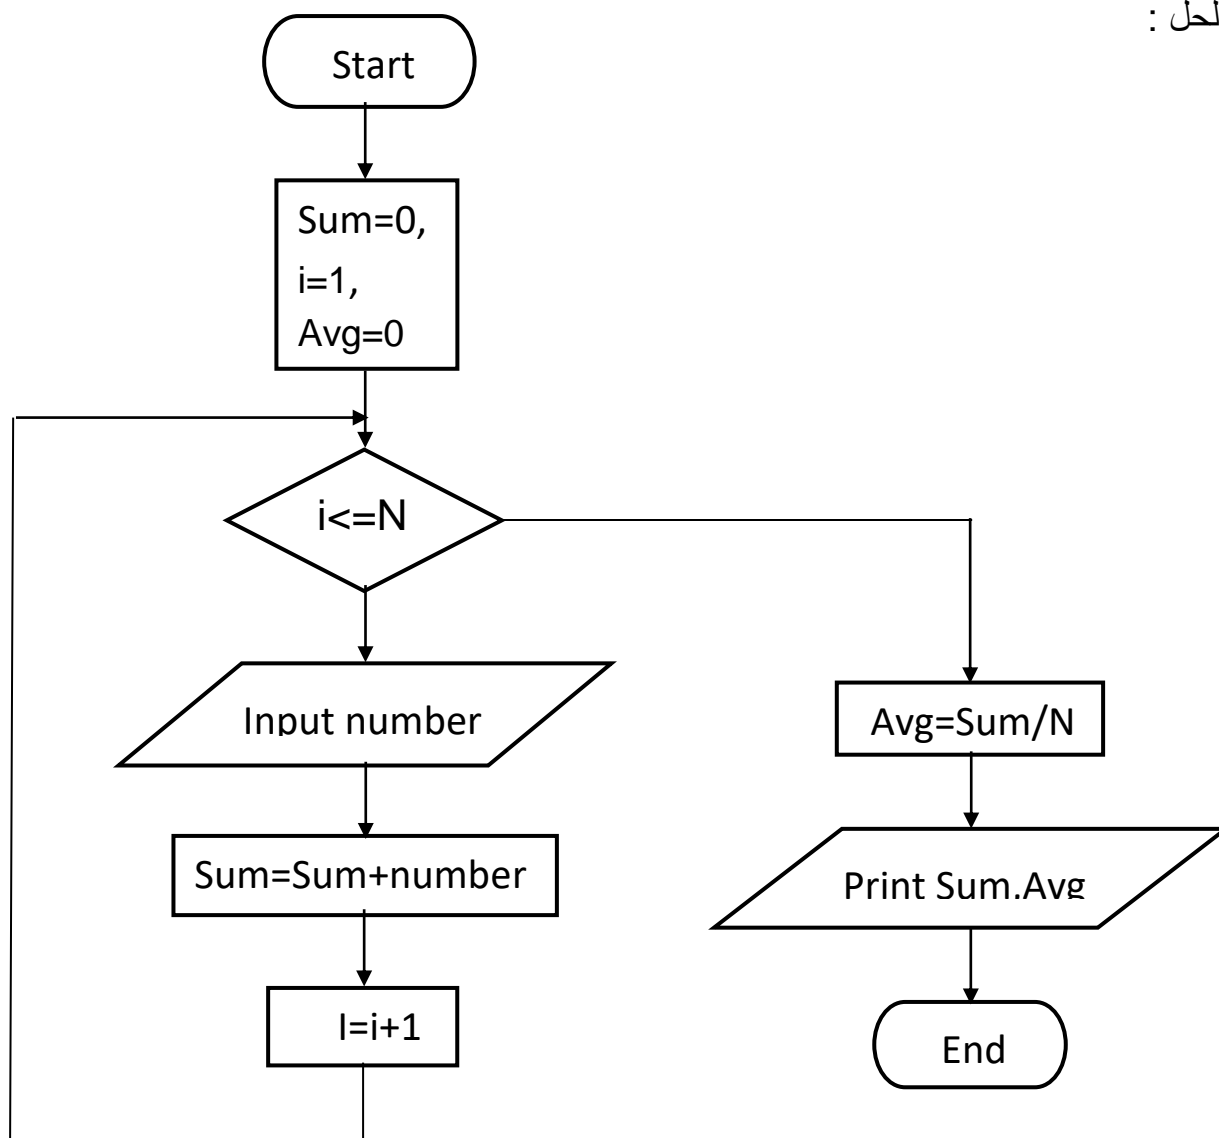 لحل :
Start
Sum=0,
i=1,
Avg=0
i<=N
Input number
Sum=Sum+number
I=i+1
Avg=Sum/N
Print Sum,Avg
End